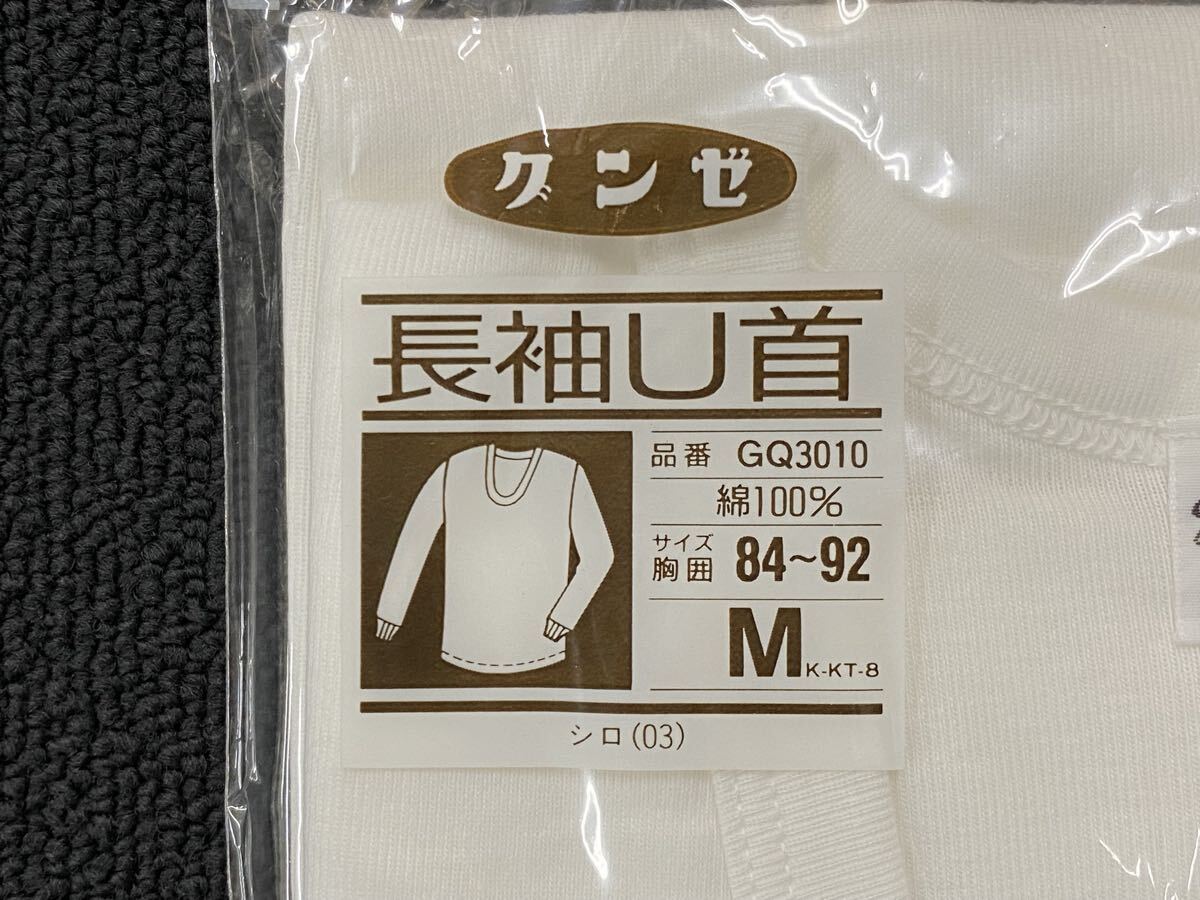 グンゼ
長袖U首
品番 GQ3010
綿100%
サイズ
胸囲 84~92
M K-KT-8
シロ(03)